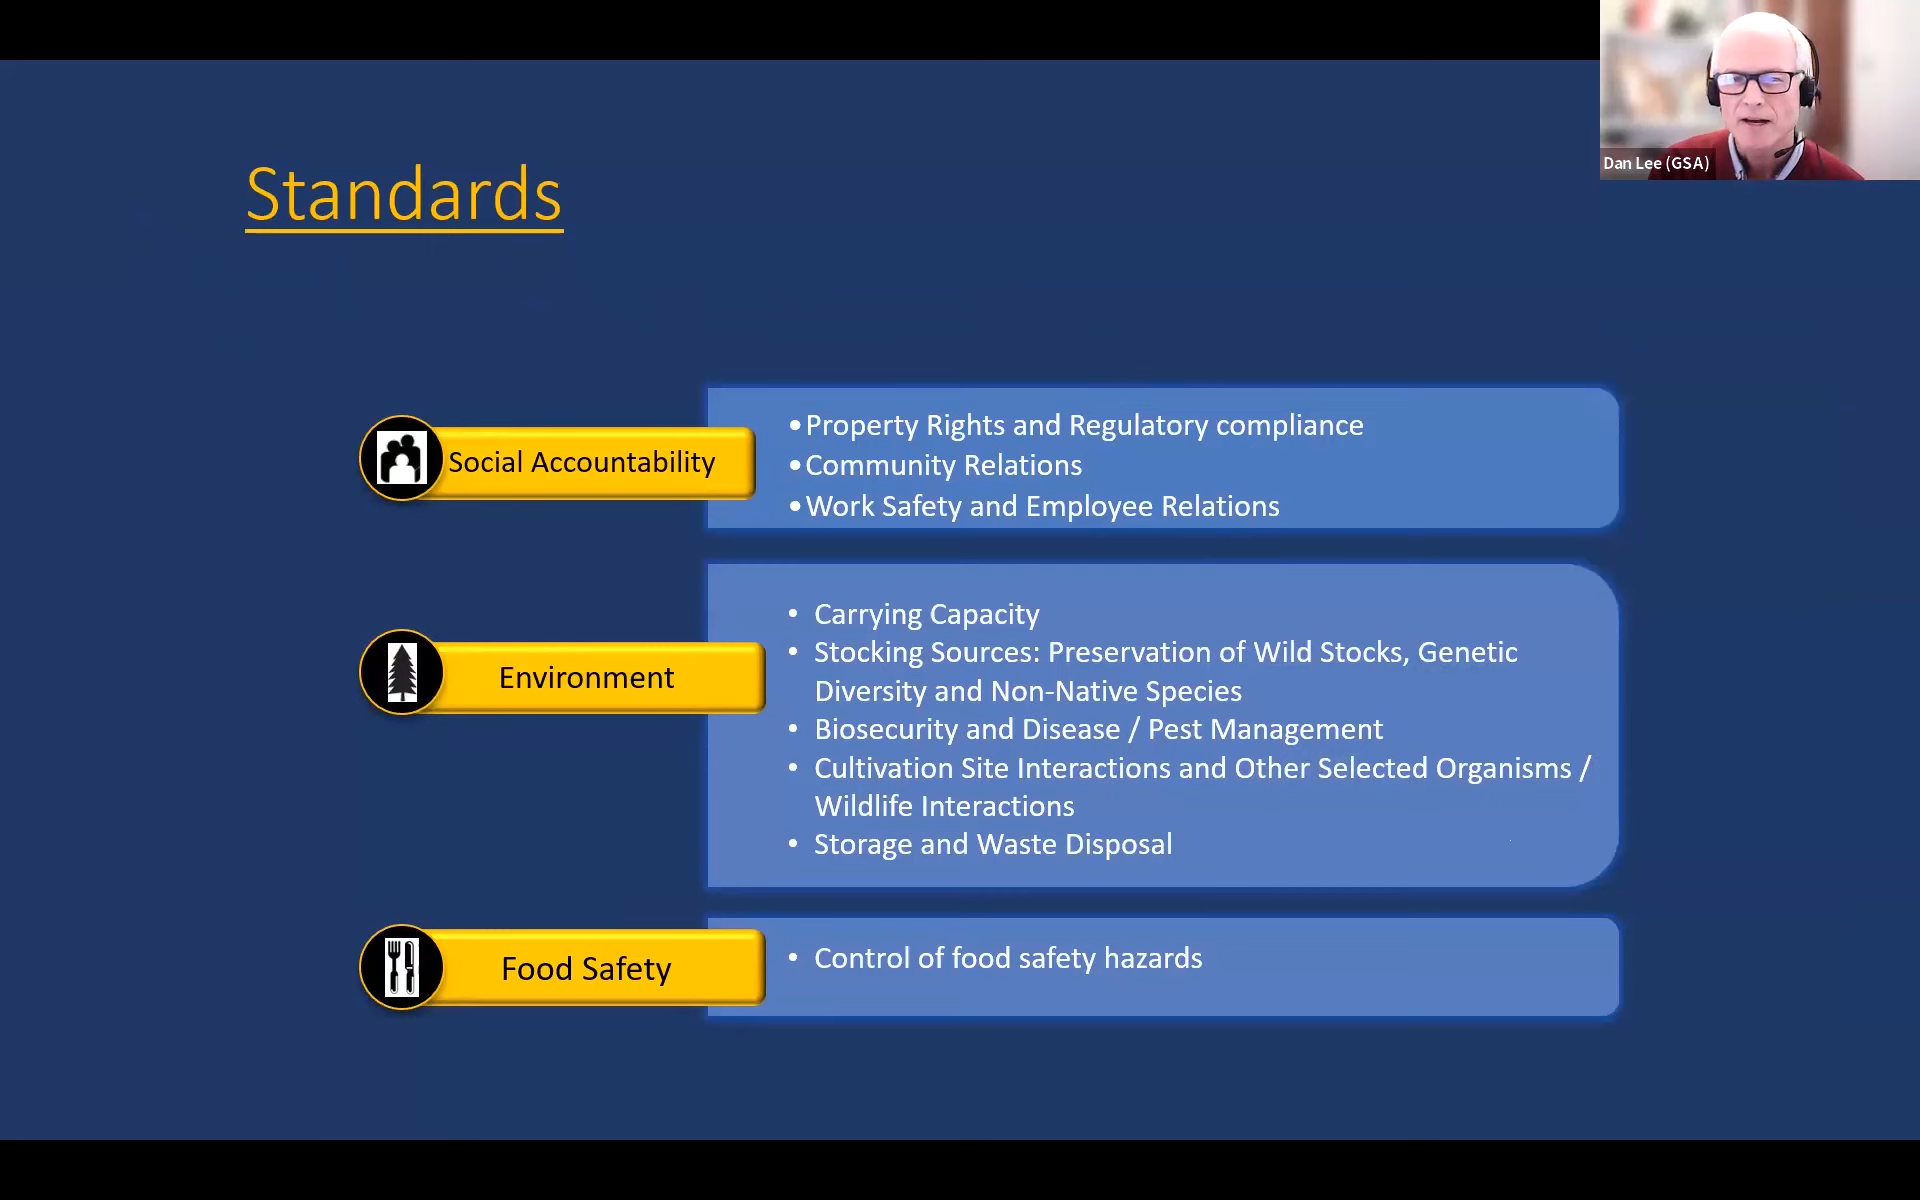 Dan Lee (GSA)
Standards
Social Accountability
•Property Rights and Regulatory compliance
•Community Relations
•Work Safety and Employee Relations
Environment
• Carrying Capacity
• Stocking Sources: Preservation of Wild Stocks, Genetic
Diversity and Non-Native Species
• Biosecurity and Disease / Pest Management
• Cultivation Site Interactions and Other Selected Organisms /
Wildlife Interactions
• Storage and Waste Disposal
Food Safety
• Control of food safety hazards